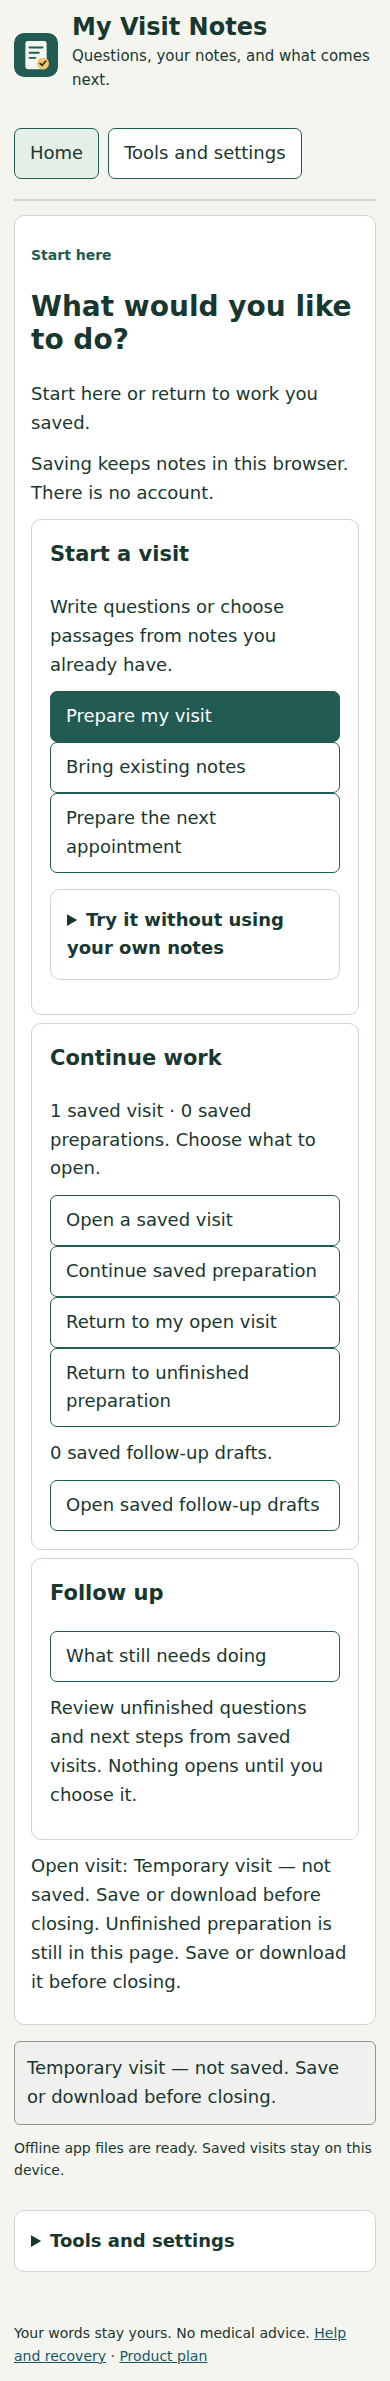 My Visit Notes
Questions, your notes, and what comes
next.
Home
Tools and settings
Start here
What would you like
to do?
Start here or return to work you
saved.
Saving keeps notes in this browser.
There is no account.
Start a visit
Write questions or choose
passages from notes you
already have.
Prepare my visit
Bring existing notes
Prepare the next
appointment
Try it without using
your own notes
Continue work
1 saved visit · 0 saved
preparations. Choose what to
open.
Open a saved visit
Continue saved preparation
Return to my open visit
Return to unfinished
preparation
0 saved follow-up drafts.
Open saved follow-up drafts
Follow up
What still needs doing
Review unfinished questions
and next steps from saved
visits. Nothing opens until you
choose it.
Open visit: Temporary visit — not
saved. Save or download before
closing. Unfinished preparation is
still in this page. Save or download
it before closing.
Temporary visit — not saved. Save
or download before closing.
Offline app files are ready. Saved visits stay on this
device.
Tools and settings
Your words stay yours. No medical advice. Help
and recovery · Product plan